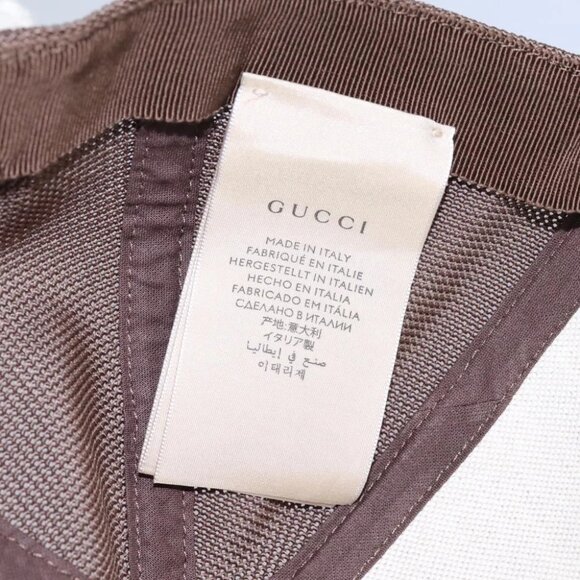 GUCCI
MADE IN ITALY
FABRIQUÉ EN ITALIE
HERGESTELLT IN ITALIEN
HECHO EN ITALIA
FABRICADO EM ITÁLIA
СДЕЛАНО В ИТАЛИИ
产地:意大利
イタリア製
صنع في إيطاليا
이태리제